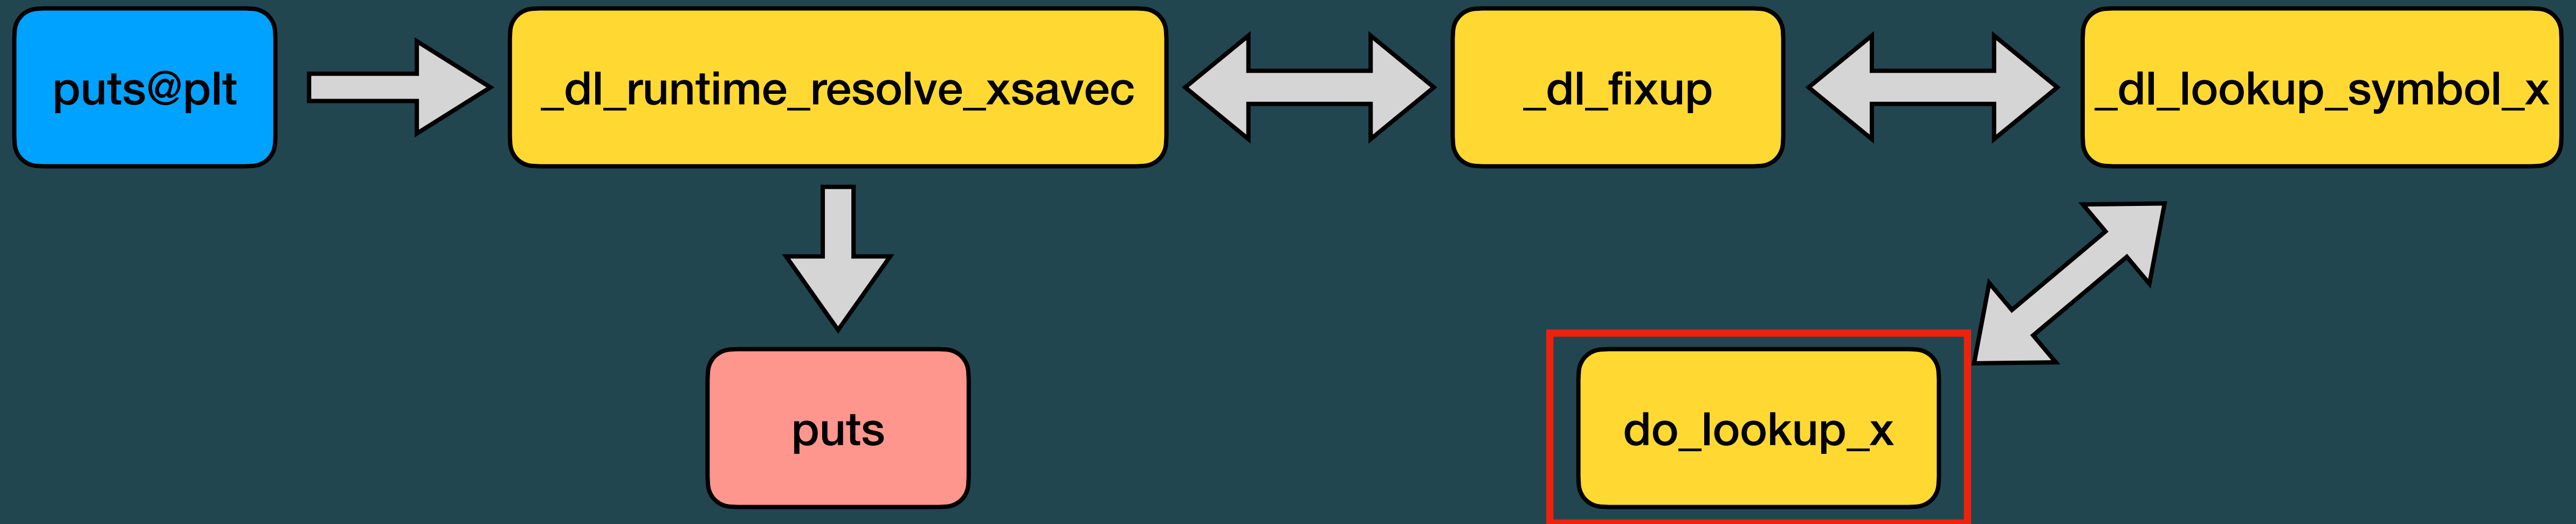 puts@plt
_dl_runtime_resolve_xsavec
_dl_fixup
_dl_lookup_symbol_x
puts
do_lookup_x